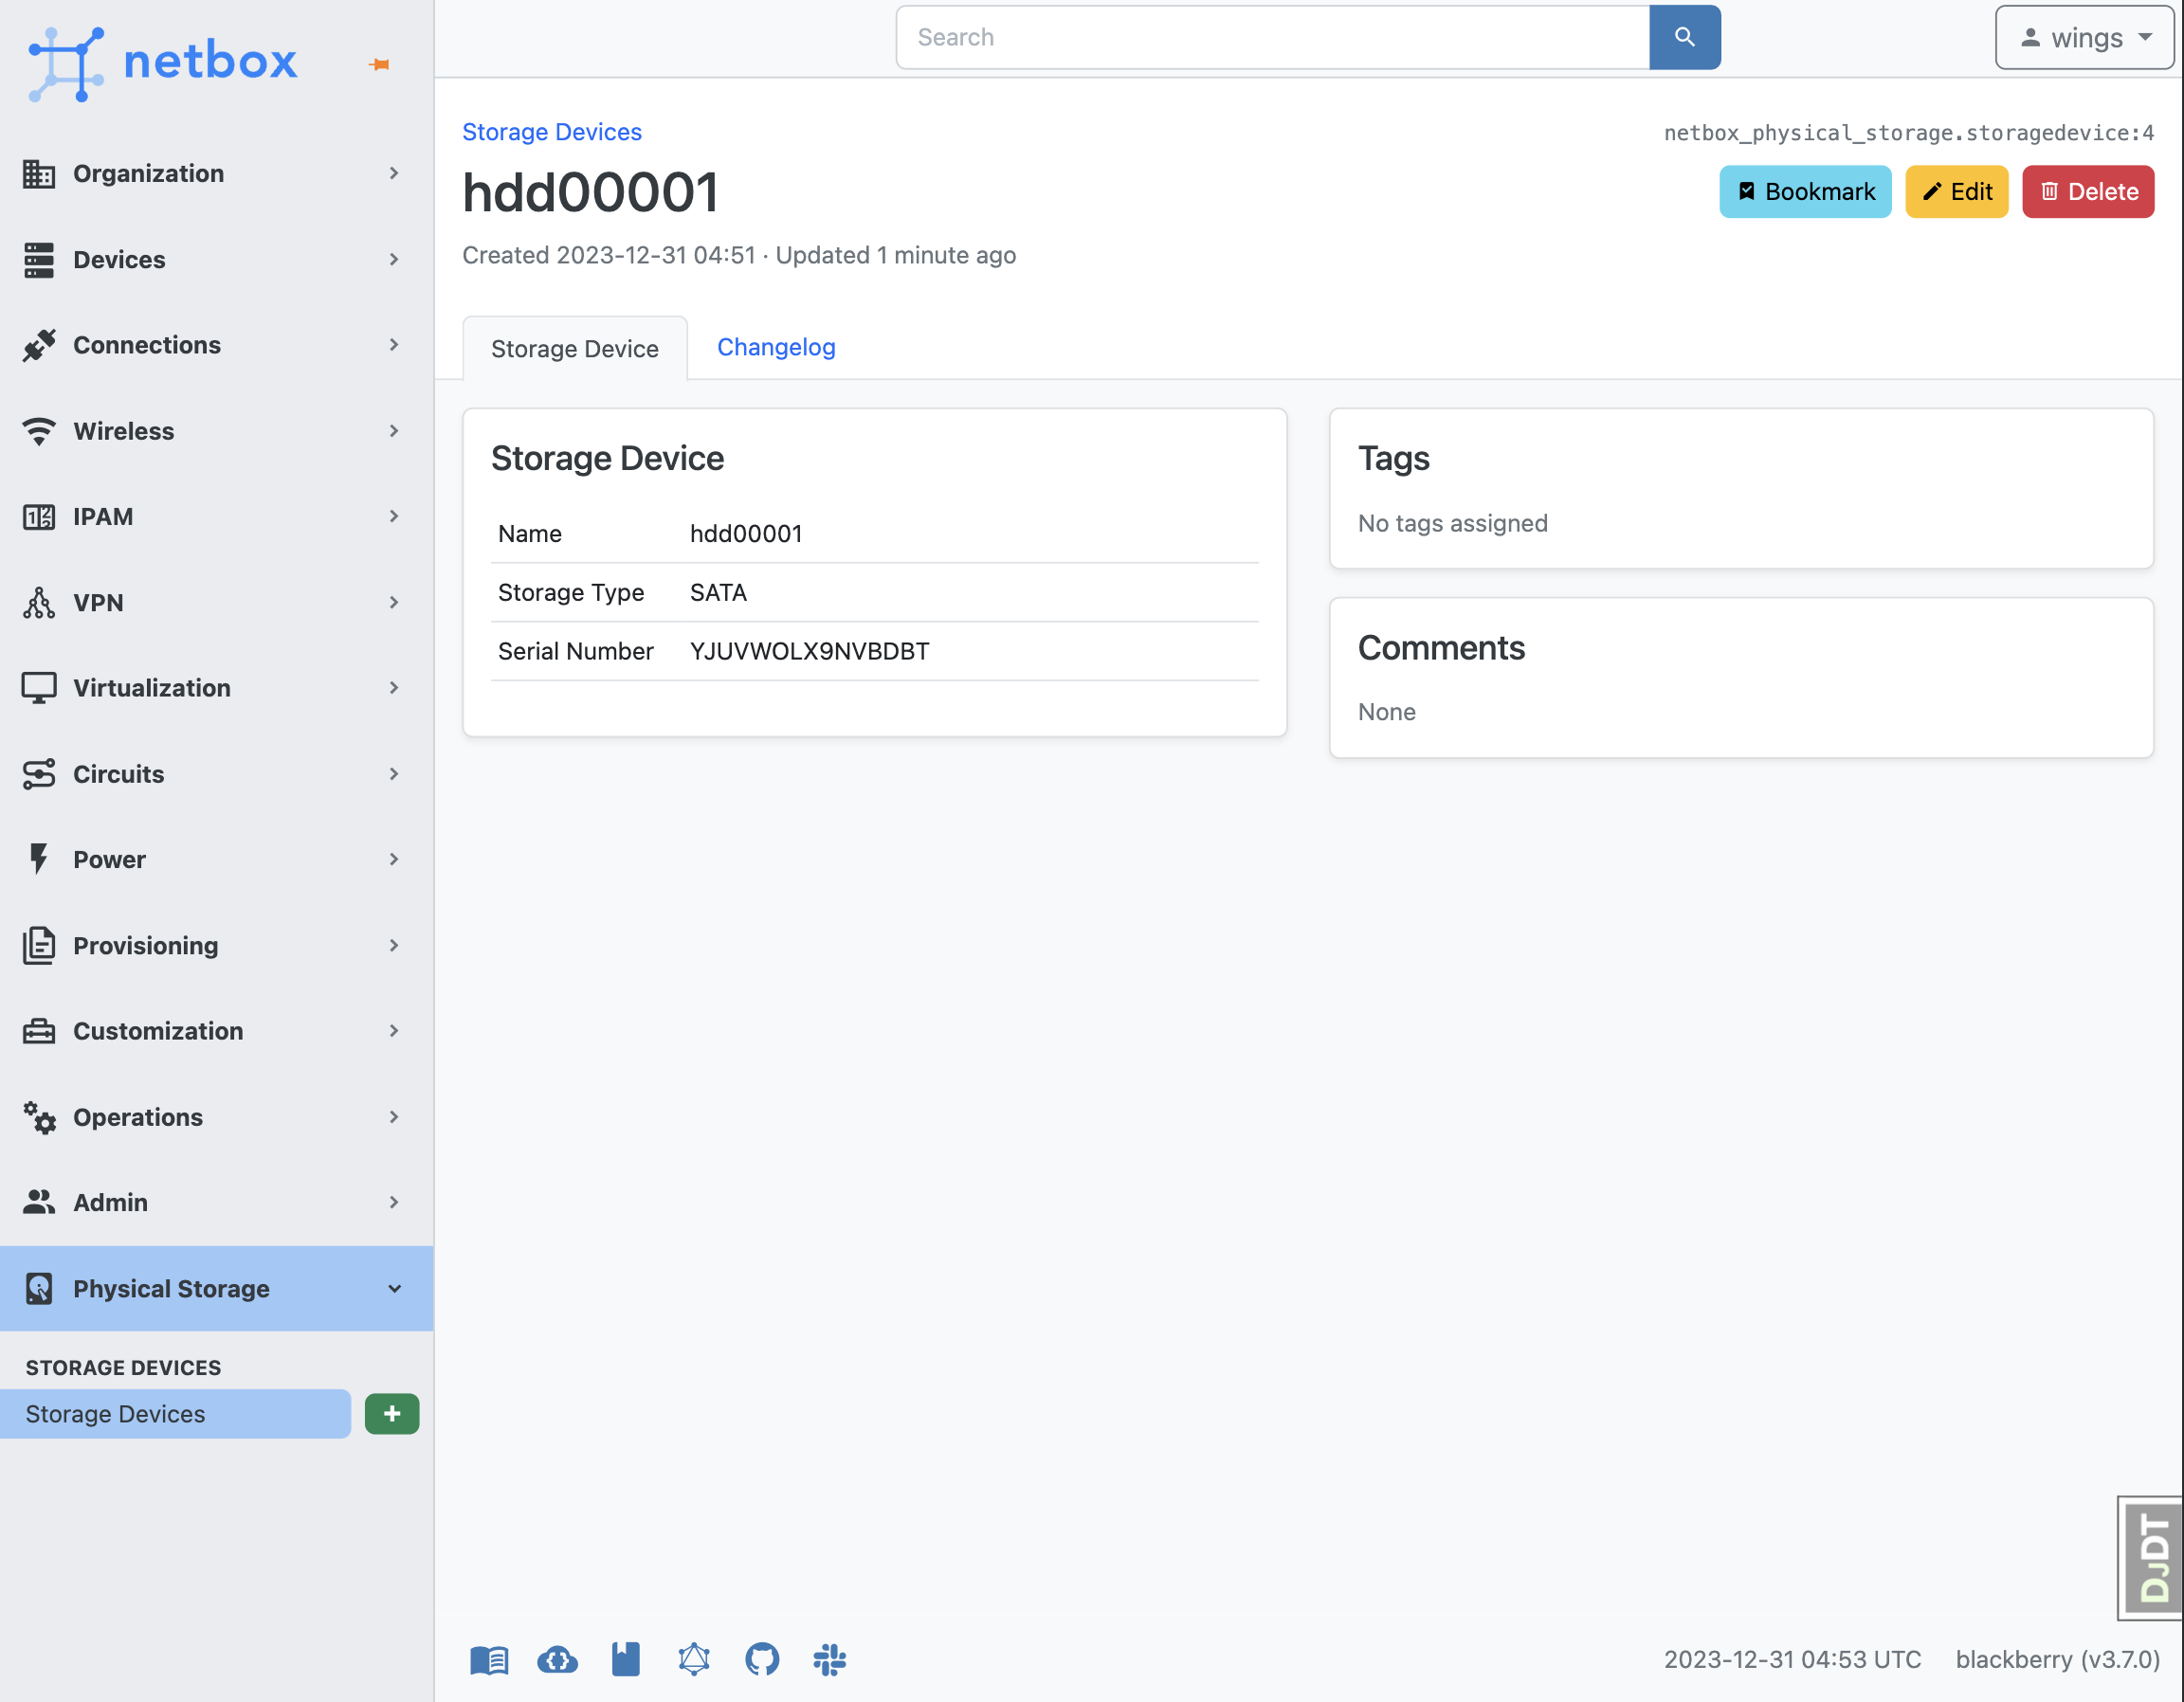 netbox
Search
wings
Organization
Devices
Connections
Wireless
IPAM
VPN
Virtualization
Circuits
Power
Provisioning
Customization
Operations
Admin
Physical Storage
STORAGE DEVICES
Storage Devices
+
Storage Devices
netbox_physical_storage.storagedevice:4
hdd00001
Bookmark
Edit
Delete
Created 2023-12-31 04:51 · Updated 1 minute ago
Storage Device
Changelog
Storage Device
Name hdd00001
Storage Type SATA
Serial Number YJUVWOLX9NVBDBT
Tags
No tags assigned
Comments
None
DJDT
2023-12-31 04:53 UTC
blackberry (v3.7.0)